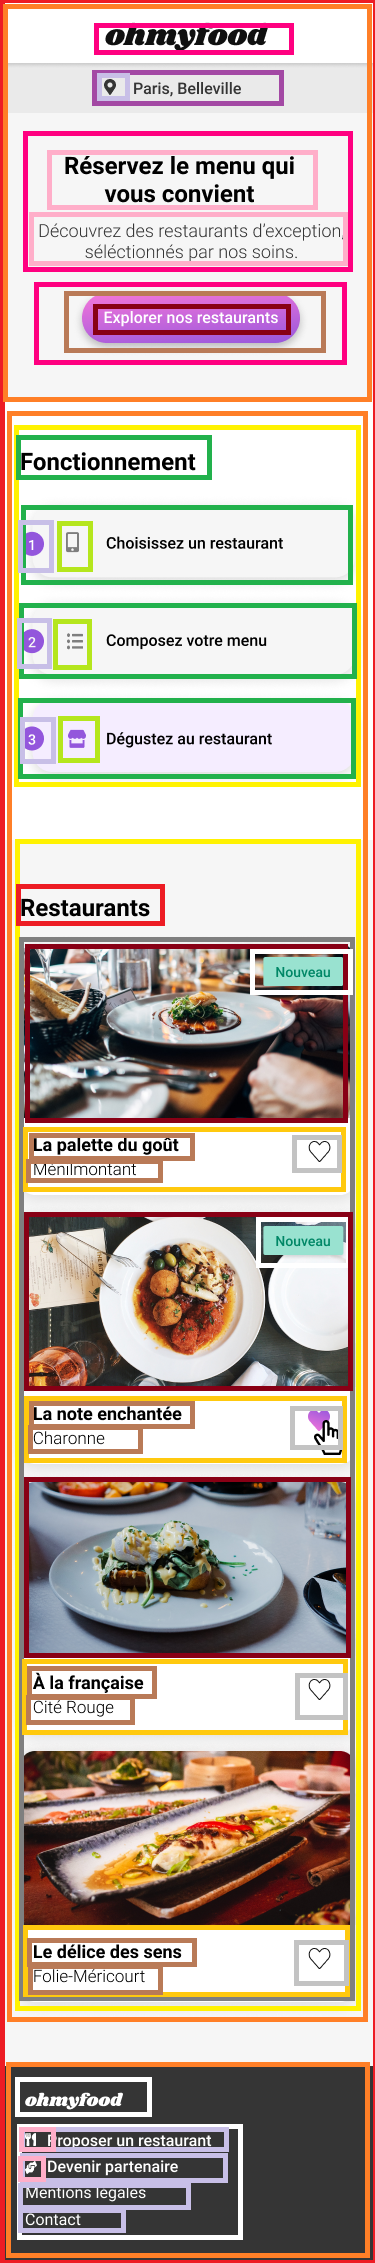 ohmyfood
Paris, Belleville
Réservez le menu qui
vous convient
Découvrez des restaurants d'exception,
séléctionnés par nos soins.
Explorer nos restaurants
Fonctionnement
1
Choisissez un restaurant
2
Composez votre menu
3
Dégustez au restaurant
Restaurants
Nouveau
La palette du goût
Ménilmontant
Nouveau
La note enchantée
Charonne
À la française
Cité Rouge
Le délice des sens
Folie-Méricourt
ohmyfood
Proposer un restaurant
Devenir partenaire
Mentions légales
Contact